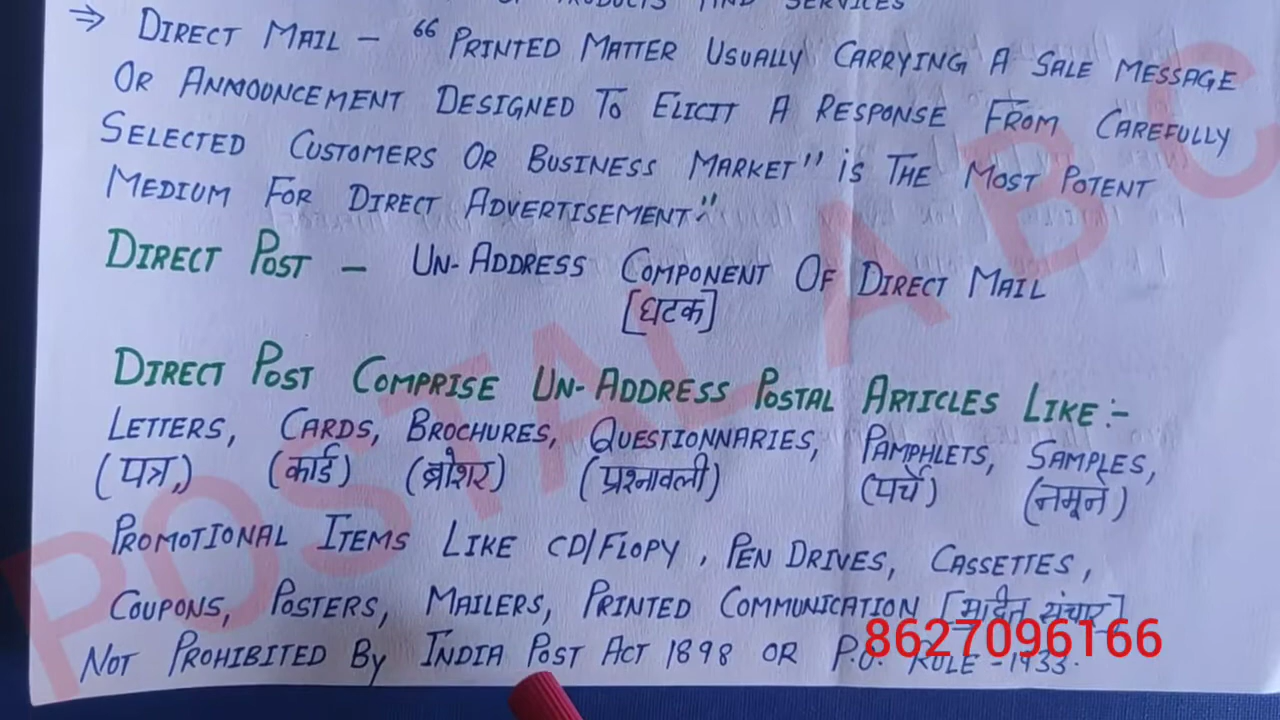 OF PRODUCTS AND SERVICES
⇒ DIRECT MAIL - "PRINTED MATTER USUALLY CARRYING A SALE MESSAGE
OR ANNOUNCEMENT DESIGNED TO ELICIT A RESPONSE FROM CAREFULLY
SELECTED CUSTOMERS OR BUSINESS MARKET" is THE MOST POTENT
MEDIUM FOR DIRECT ADVERTISEMENT."
DIRECT POST - UN-ADDRESS COMPONENT OF DIRECT MAIL
[घटक]
DIRECT POST COMPRISE UN-ADDRESS POSTAL ARTICLES LIKE:-
LETTERS, CARDS, BROCHURES, QUESTIONNARIES, PAMPHLETS, SAMPLES,
(पत्र,) (कार्ड) (ब्रोशर) (प्रश्नावली) (पर्चे) (नमूने)
PROMOTIONAL ITEMS LIKE CD/FLOPY, PEN DRIVES, CASSETTES,
COUPONS, POSTERS, MAILERS, PRINTED COMMUNICATION [संचार]
NOT PROHIBITED BY INDIA POST ACT 1898 OR P.O. RULE-1933.
8627096166
POSTAL ABC